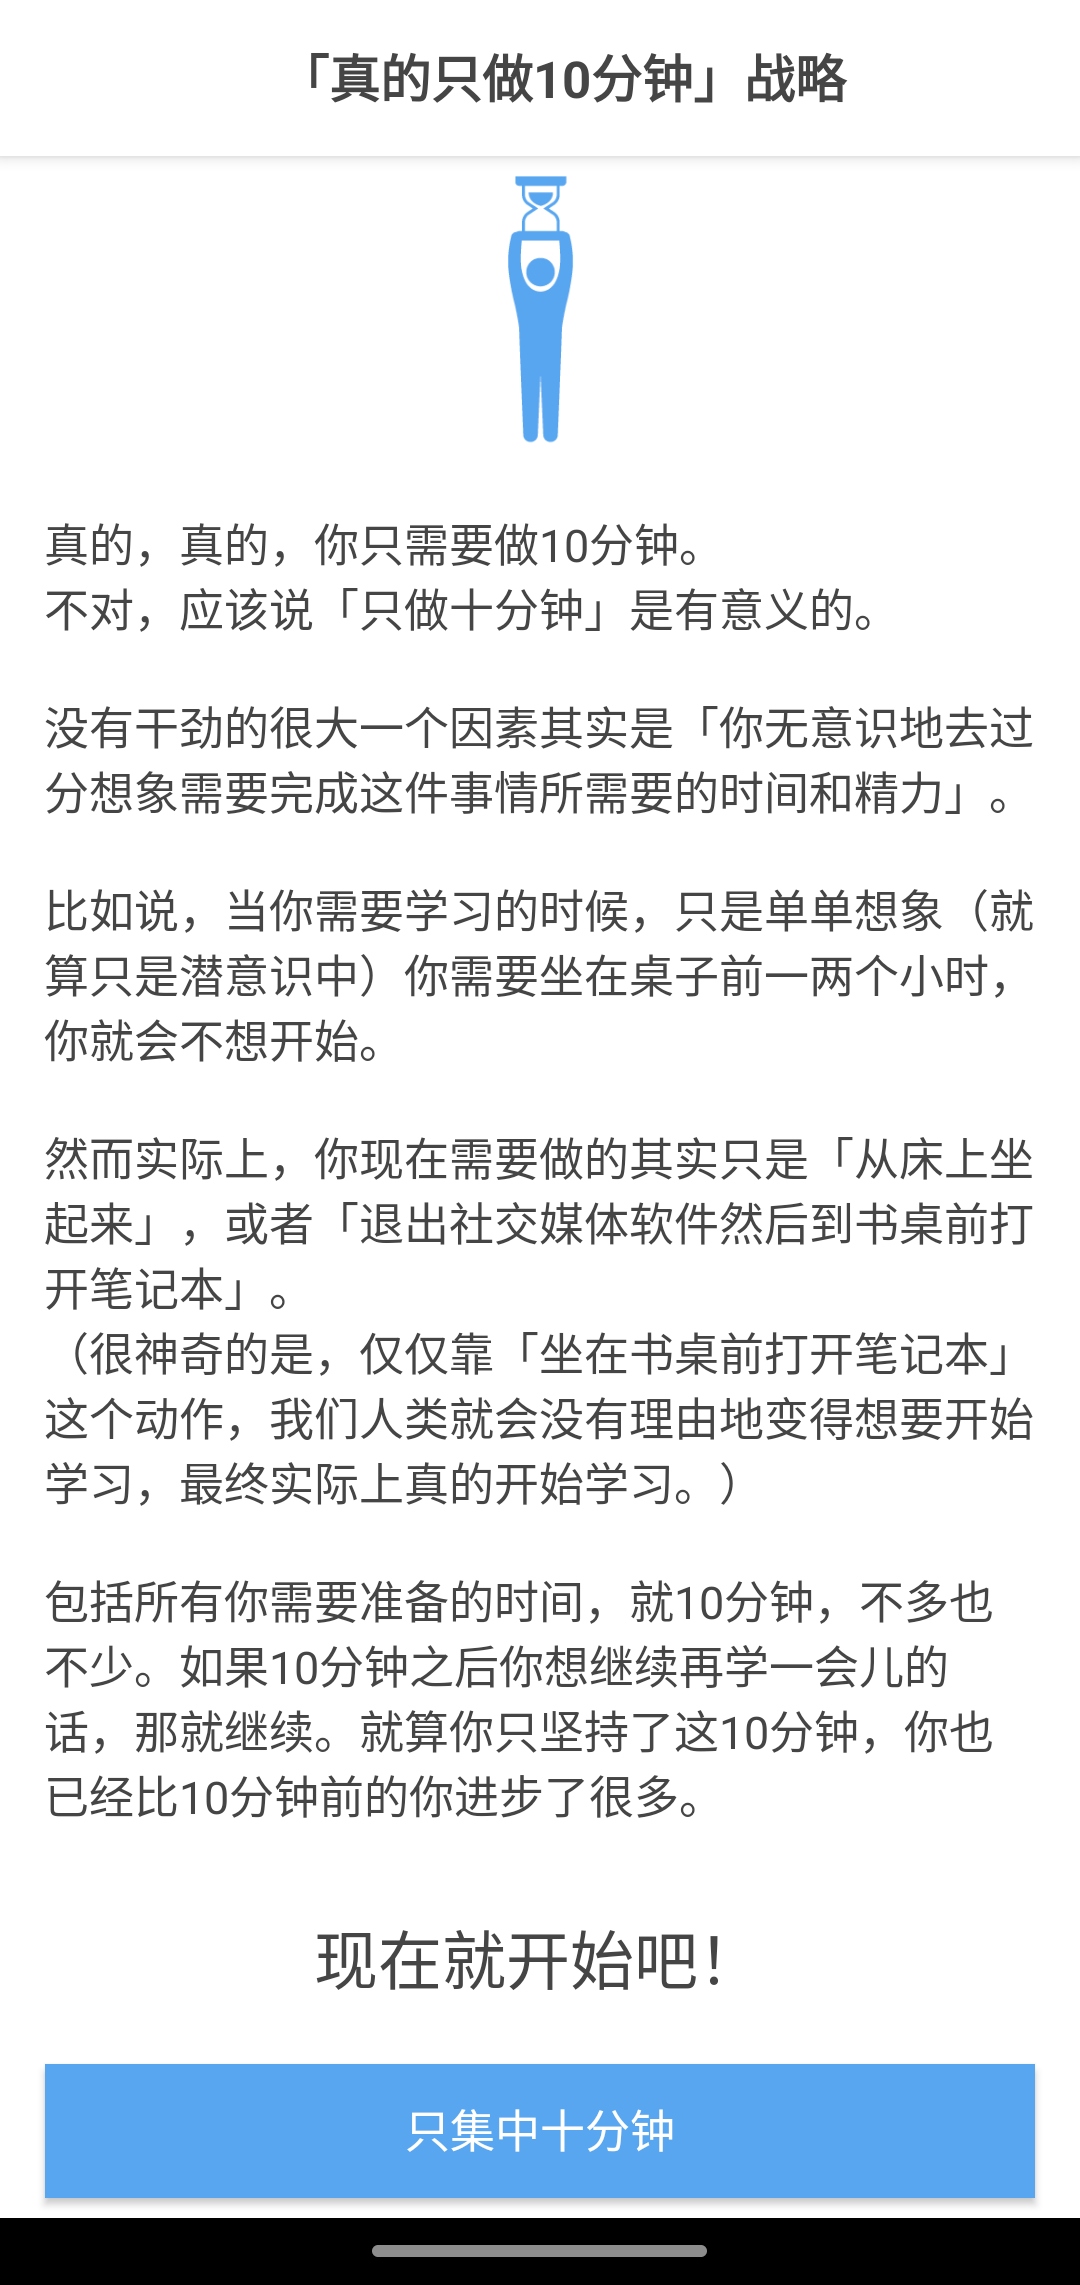 「真的只做10分钟」战略
真的，真的，你只需要做10分钟。
不对，应该说「只做十分钟」是有意义的。
没有干劲的很大一个因素其实是「你无意识地去过
分想象需要完成这件事情所需要的时间和精力」。
比如说，当你需要学习的时候，只是单单想象（就
算只是潜意识中）你需要坐在桌子前一两个小时，
你就会不想开始。
然而实际上，你现在需要做的其实只是「从床上坐
起来」，或者「退出社交媒体软件然后到书桌前打
开笔记本」。
（很神奇的是，仅仅靠「坐在书桌前打开笔记本」
这个动作，我们人类就会没有理由地变得想要开始
学习，最终实际上真的开始学习。）
包括所有你需要准备的时间，就10分钟，不多也
不少。如果10分钟之后你想继续再学一会儿的
话，那就继续。就算你只坚持了这10分钟，你也
已经比10分钟前的你进步了很多。
现在就开始吧！
只集中十分钟